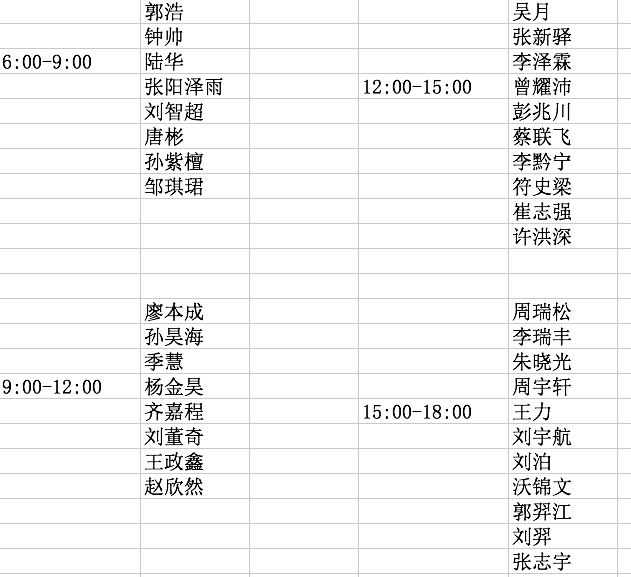 郭浩 吴月
钟帅 张新驿
6:00-9:00 陆华 李泽霖
张阳泽雨 12:00-15:00 曾耀沛
刘智超 彭兆川
唐彬 蔡联飞
孙紫檀 李黔宁
邹琪珺 符史梁
崔志强
许洪深
廖本成 周瑞松
孙昊海 李瑞丰
季慧 朱晓光
9:00-12:00 杨金昊 周宇轩
齐嘉程 15:00-18:00 王力
刘董奇 刘宇航
王政鑫 刘泊
赵欣然 沃锦文
郭羿江
刘羿
张志宇